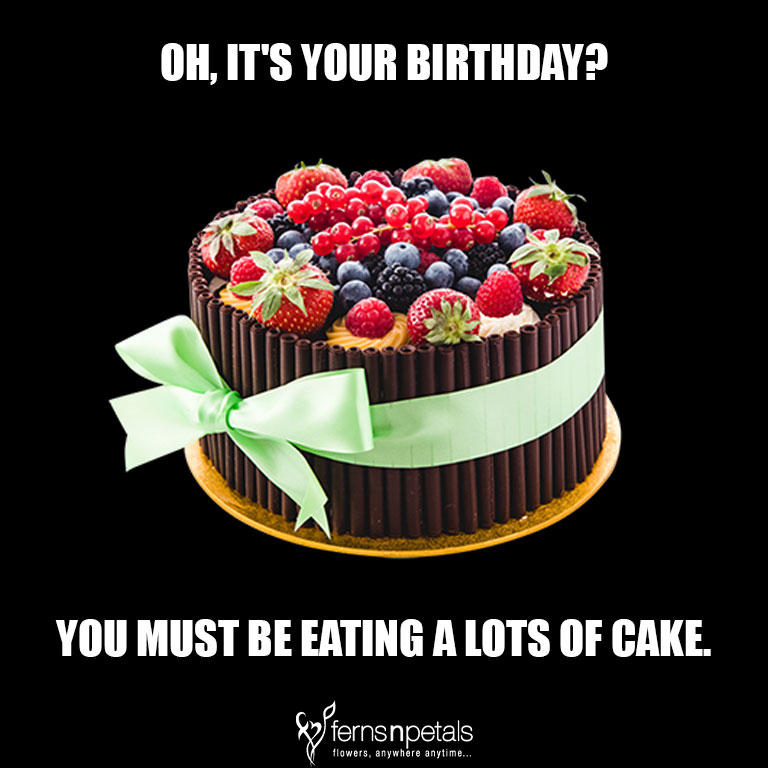 OH, IT'S YOUR BIRTHDAY?
YOU MUST BE EATING A LOTS OF CAKE.
fernsnpetals
flowers, anywhere anytime...